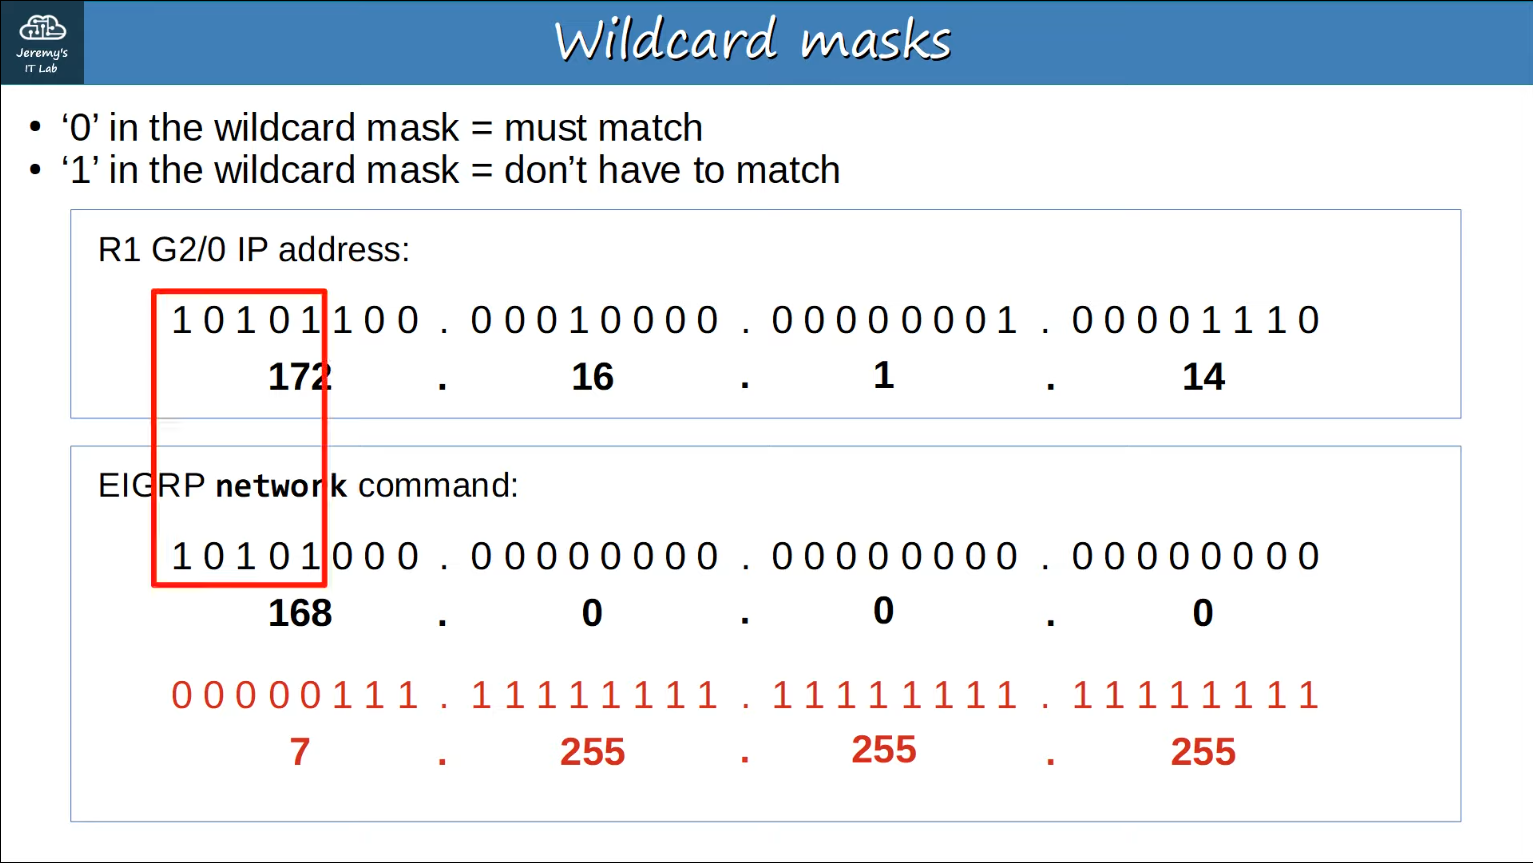 Jeremy's
IT Lab
Wildcard masks
• ‘0’ in the wildcard mask = must match
• ‘1’ in the wildcard mask = don’t have to match
R1 G2/0 IP address:
1 0 1 0 1 1 0 0 . 0 0 0 1 0 0 0 0 . 0 0 0 0 0 0 0 1 . 0 0 0 0 1 1 1 0
172 . 16 . 1 . 14
EIGRP network command:
1 0 1 0 1 0 0 0 . 0 0 0 0 0 0 0 0 . 0 0 0 0 0 0 0 0 . 0 0 0 0 0 0 0 0
168 . 0 . 0 . 0
0 0 0 0 0 1 1 1 . 1 1 1 1 1 1 1 1 . 1 1 1 1 1 1 1 1 . 1 1 1 1 1 1 1 1
7 . 255 . 255 . 255